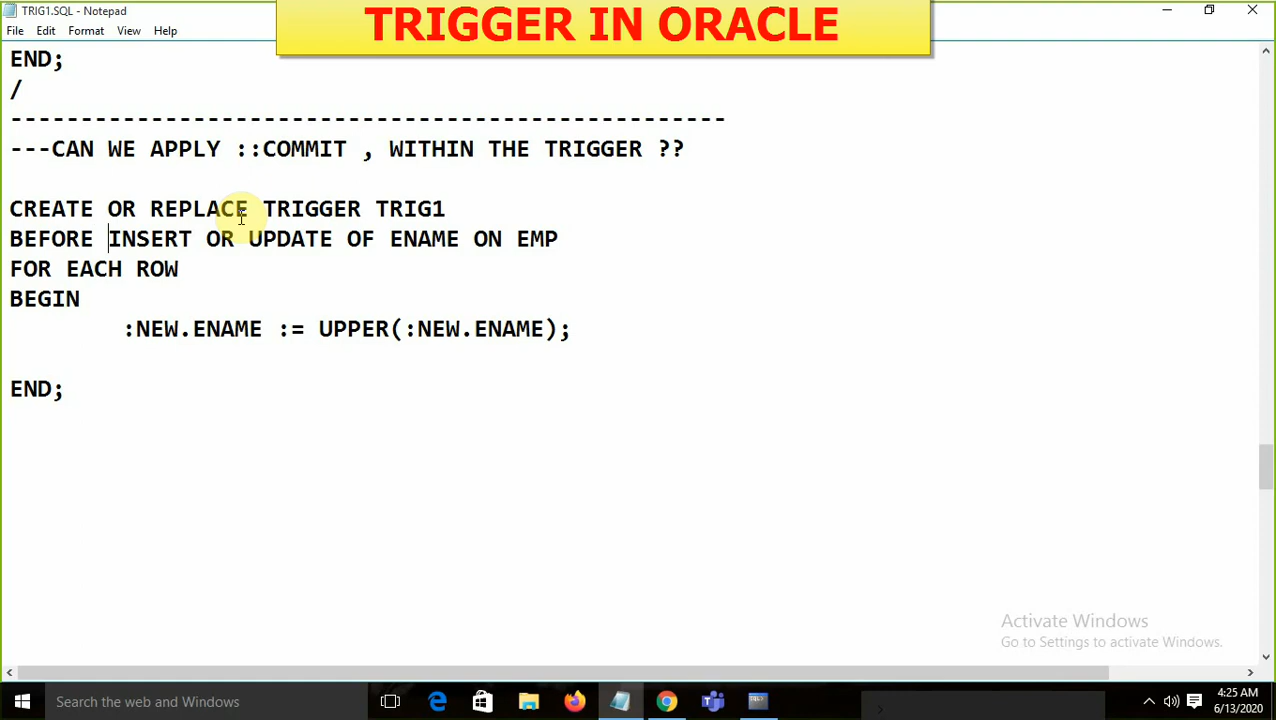 TRIG1.SQL - Notepad
TRIGGER IN ORACLE
File Edit Format View Help
END;
/
---------------------------------------------------
---CAN WE APPLY ::COMMIT , WITHIN THE TRIGGER ??
CREATE OR REPLACE TRIGGER TRIG1
BEFORE INSERT OR UPDATE OF ENAME ON EMP
FOR EACH ROW
BEGIN
:NEW.ENAME := UPPER(:NEW.ENAME);
END;
Activate Windows
Go to Settings to activate Windows.
Search the web and Windows
4:25 AM
6/13/2020